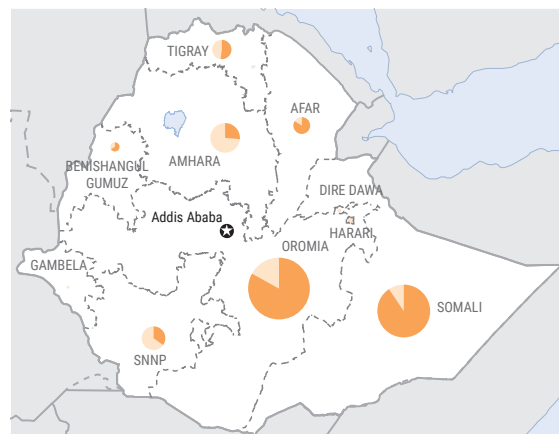 TIGRAY
AFAR
AMHARA
BENISHANGUL
GUMUZ
DIRE DAWA
Addis Ababa
HARARI
OROMIA
GAMBELA
SOMALI
SNNP